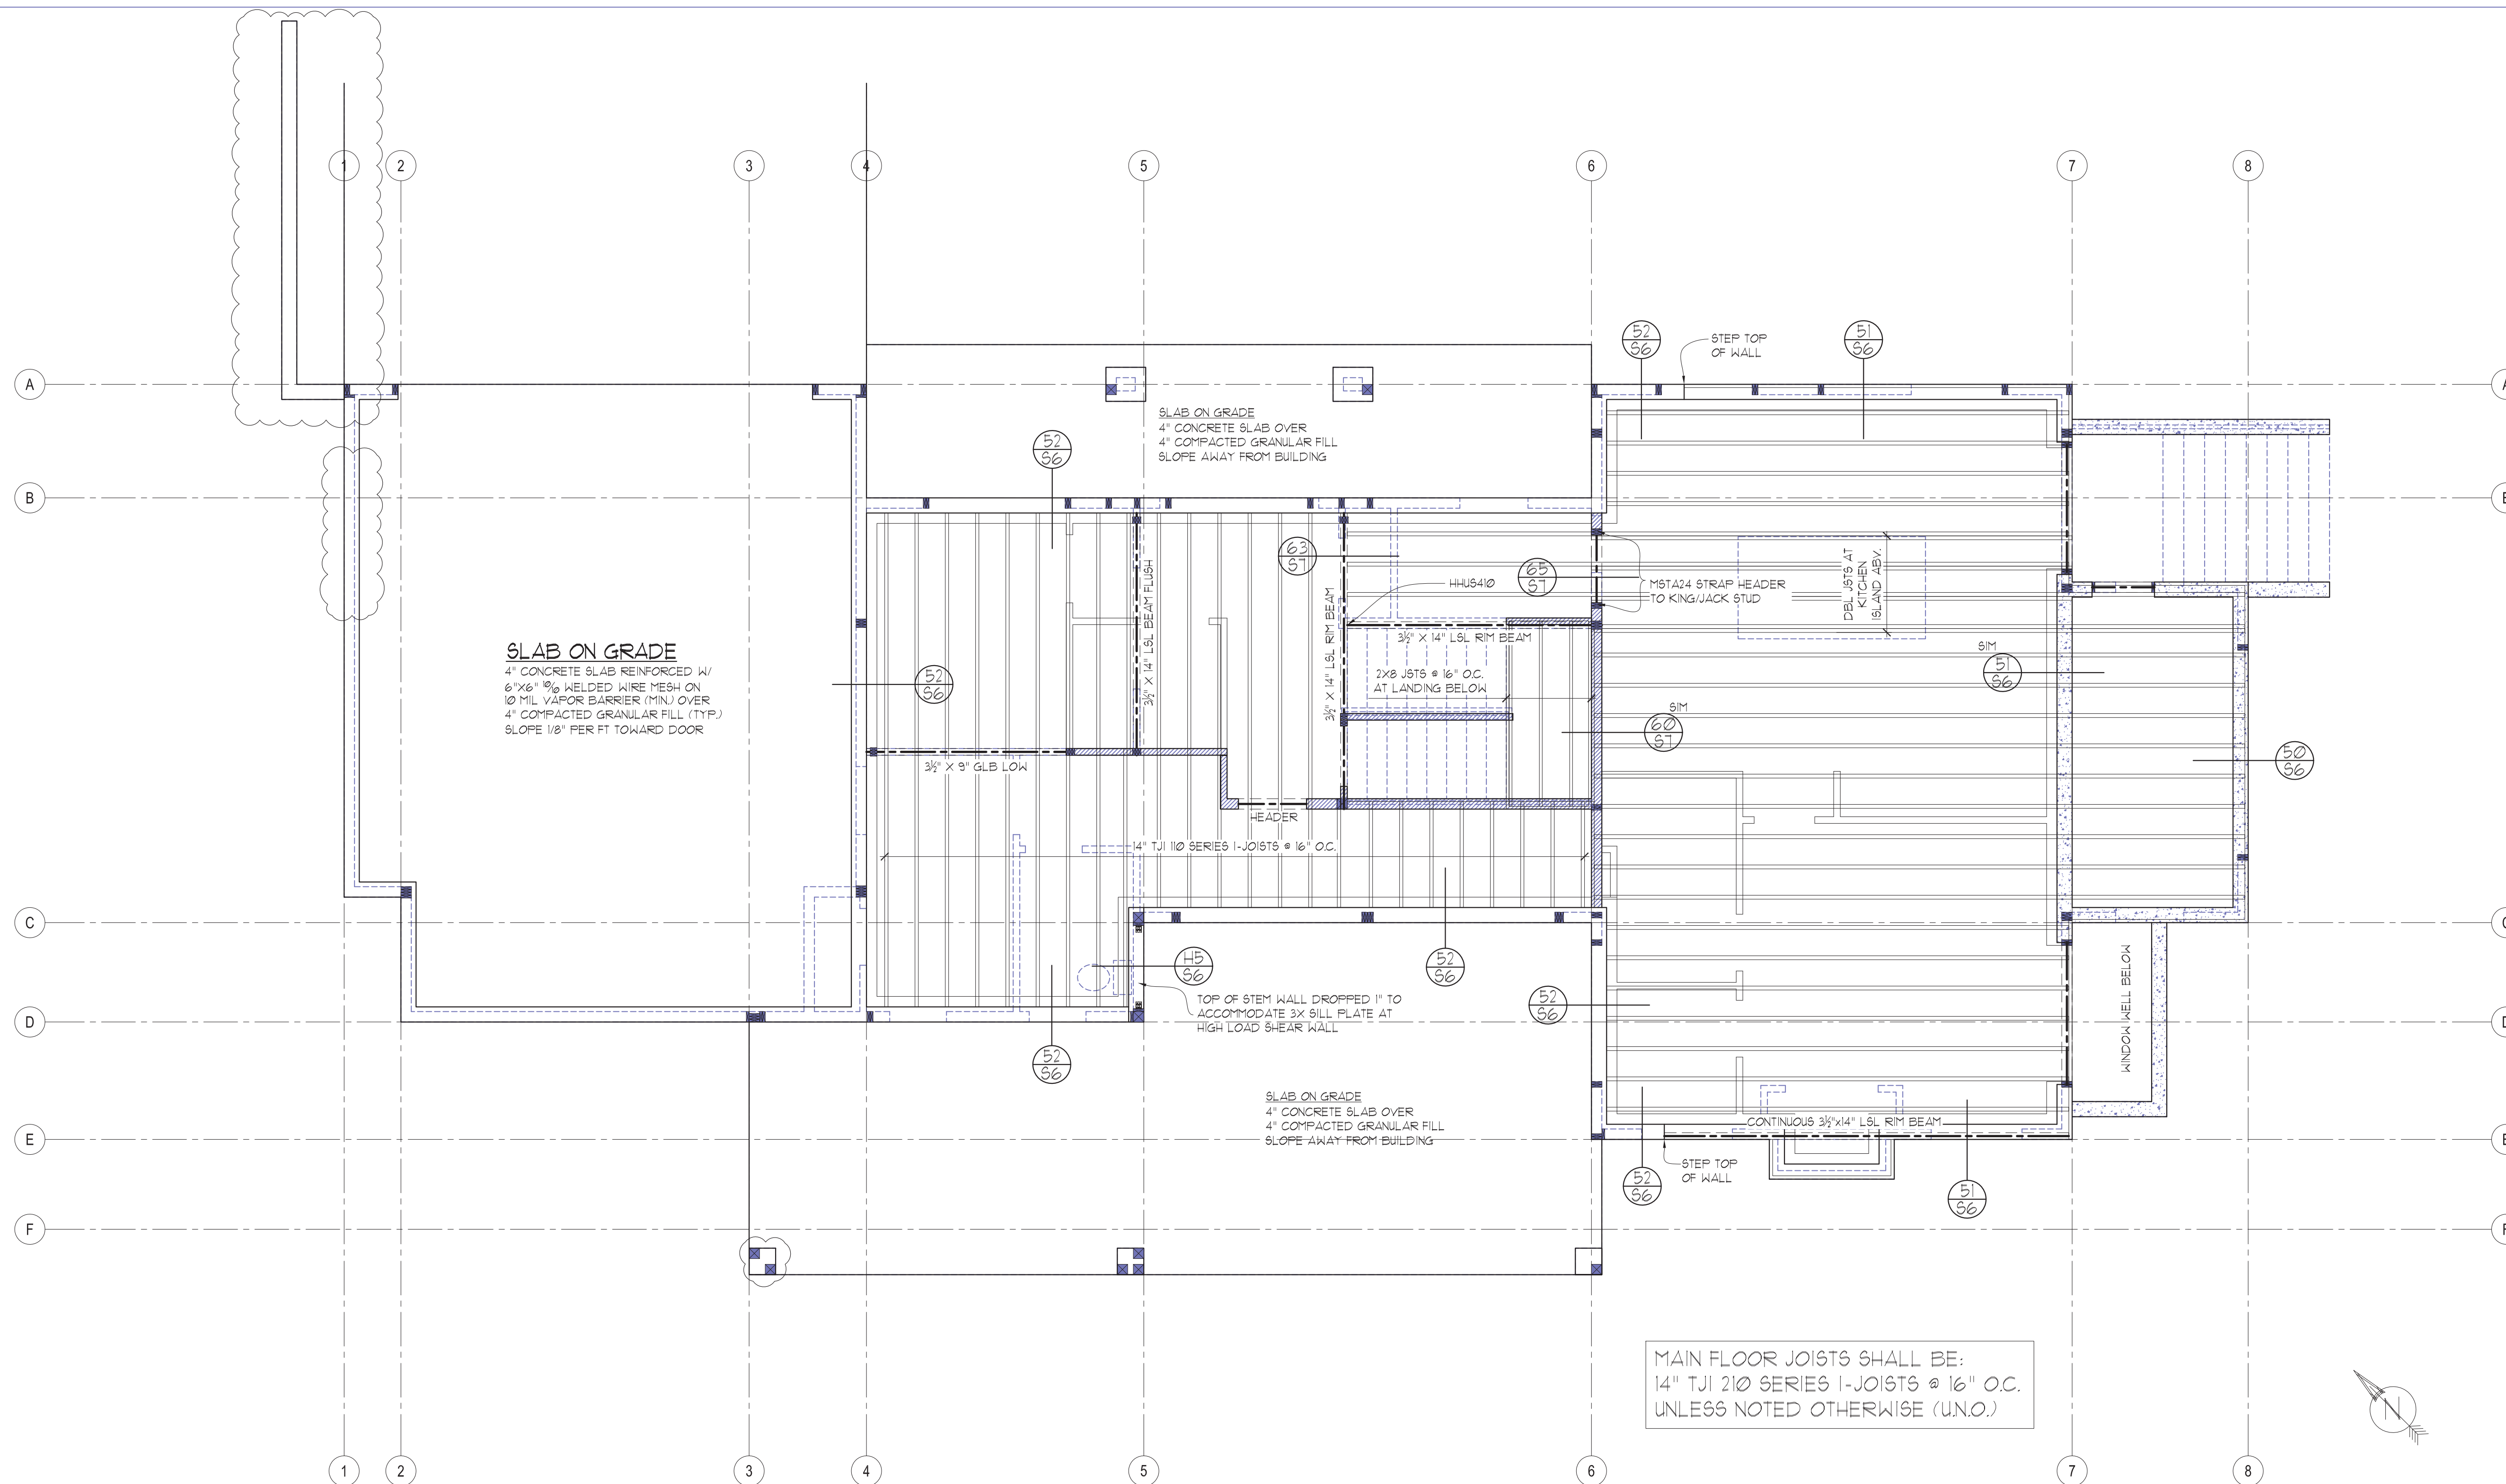 1
2
3
4
5
6
7
8
A
A
B
C
D
E
F
52
S6
STEP TOP
OF WALL
51
S6
SLAB ON GRADE
4" CONCRETE SLAB OVER
4" COMPACTED GRANULAR FILL
SLOPE AWAY FROM BUILDING
52
S6
63
S7
65
S7
HHUS410
MSTA24 STRAP HEADER
TO KING/JACK STUD
DBL JSTS AT
KITCHEN
ISLAND ABV.
3½" X 14" LSL BEAM FLUSH
3½" X 14" LSL RIM BEAM
3½" X 14" LSL RIM BEAM
2X8 JSTS @ 16" O.C.
AT LANDING BELOW
SIM
51
S6
SIM
60
S7
50
S6
SLAB ON GRADE
4" CONCRETE SLAB REINFORCED W/
6"X6" 10/10 WELDED WIRE MESH ON
10 MIL VAPOR BARRIER (MIN.) OVER
4" COMPACTED GRANULAR FILL (TYP.)
SLOPE 1/8" PER FT TOWARD DOOR
52
S6
3½" X 9" GLB LOW
HEADER
14" TJI 110 SERIES I-JOISTS @ 16" O.C.
H5
S6
52
S6
TOP OF STEM WALL DROPPED 1" TO
ACCOMMODATE 3X SILL PLATE AT
HIGH LOAD SHEAR WALL
52
S6
52
S6
WINDOW WELL BELOW
SLAB ON GRADE
4" CONCRETE SLAB OVER
4" COMPACTED GRANULAR FILL
SLOPE AWAY FROM BUILDING
CONTINUOUS 3½"x14" LSL RIM BEAM
STEP TOP
OF WALL
52
S6
51
S6
MAIN FLOOR JOISTS SHALL BE:
14" TJI 210 SERIES I-JOISTS @ 16" O.C.
UNLESS NOTED OTHERWISE (U.N.O.)
N
1
2
3
4
5
6
7
8